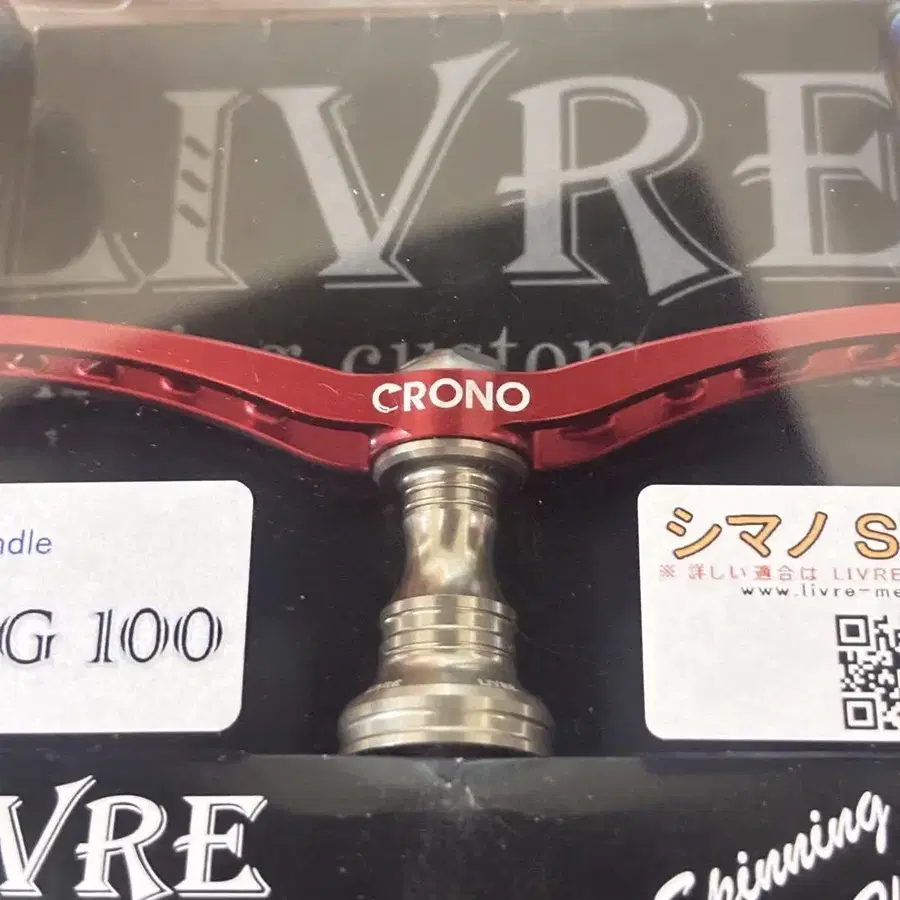 LIVRE
custom
CRONO
ndle
G 100
シマノ S
※ 詳しい適合は LIVRE
www.livre-me
LIVRE
VRE
Spinning